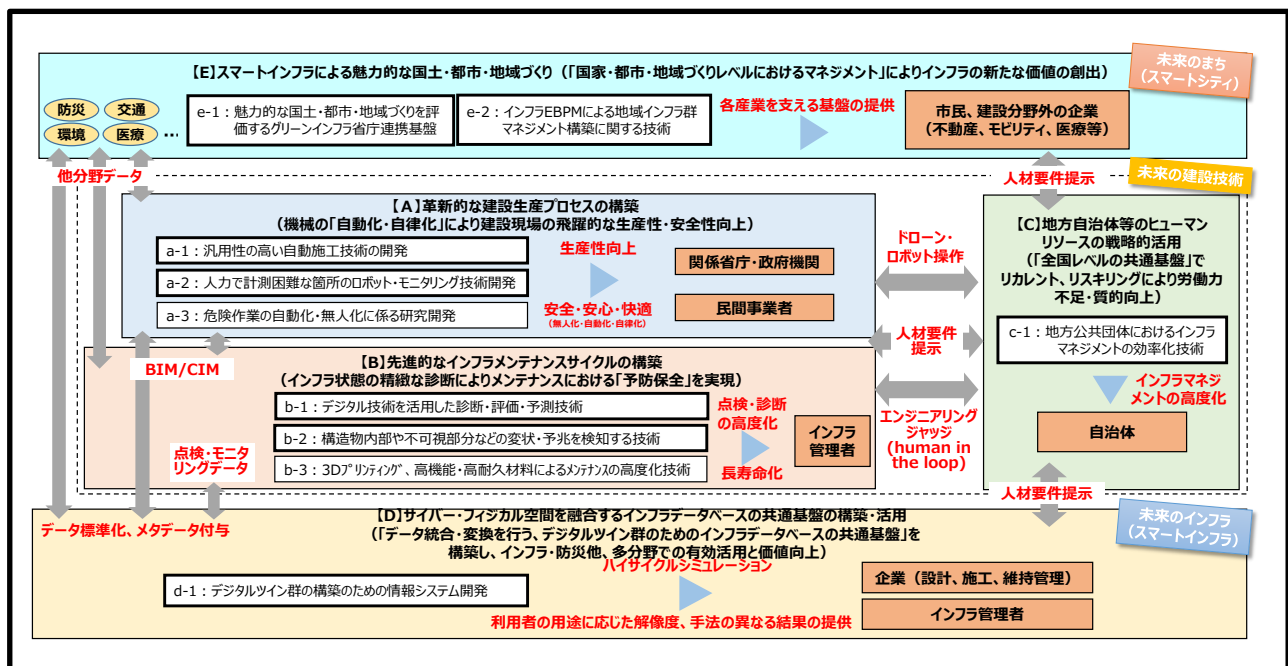 【E】スマートインフラによる魅力的な国土・都市・地域づくり（「国家・都市・地域づくりレベルにおけるマネジメント」によりインフラの新たな価値の創出）
未来のまち
（スマートシティ）
防災
交通
環境
医療
…
e-1：魅力的な国土・都市・地域づくりを評
価するグリーンインフラ省庁連携基盤
e-2：インフラEBPMによる地域インフラ群
マネジメント構築に関する技術
各産業を支える基盤の提供
市民、建設分野外の企業
（不動産、モビリティ、医療等）
他分野データ
人材要件提示
未来の建設技術
【A】革新的な建設生産プロセスの構築
（機械の「自動化・自律化」により建設現場の飛躍的な生産性・安全性向上）
a-1：汎用性の高い自動施工技術の開発
a-2：人力で計測困難な箇所のロボット・モニタリング技術開発
a-3：危険作業の自動化・無人化に係る研究開発
生産性向上
安全・安心・快適
（無人化・自動化・自律化）
関係省庁・政府機関
民間事業者
ドローン・
ロボット操作
【C】地方自治体等のヒューマン
リソースの戦略的活用
（「全国レベルの共通基盤」で
リカレント、リスキリングにより労働力
不足・質的向上）
c-1：地方公共団体におけるインフラ
マネジメントの効率化技術
インフラマネジ
メントの高度化
自治体
人材要件
提示
BIM/CIM
【B】先進的なインフラメンテナンスサイクルの構築
（インフラ状態の精緻な診断によりメンテナンスにおける「予防保全」を実現）
b-1：デジタル技術を活用した診断・評価・予測技術
b-2：構造物内部や不可視部分などの変状・予兆を検知する技術
b-3：3Dﾌﾟﾘﾝﾃｨﾝｸﾞ、高機能・高耐久材料によるﾒﾝﾃﾅﾝｽの高度化技術
点検・診断
の高度化
長寿命化
インフラ
管理者
エンジニアリング
ジャッジ
(human in
the loop)
点検・モニタ
リングデータ
人材要件提示
データ標準化、メタデータ付与
【D】サイバー・フィジカル空間を融合するインフラデータベースの共通基盤の構築・活用
（「データ統合・変換を行う、デジタルツイン群のためのインフラデータベースの共通基盤」を
構築し、インフラ・防災他、多分野での有効活用と価値向上）
未来のインフラ
（スマートインフラ）
d-1：デジタルツイン群の構築のための情報システム開発
ハイサイクルシミュレーション
利用者の用途に応じた解像度、手法の異なる結果の提供
企業（設計、施工、維持管理）
インフラ管理者